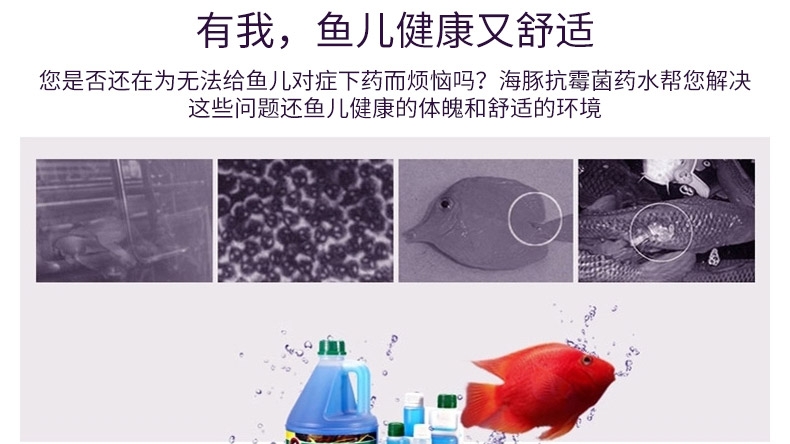 有我，鱼儿健康又舒适
您是否还在为无法给鱼儿对症下药而烦恼吗？海豚抗霉菌药水帮您解决
这些问题还鱼儿健康的体魄和舒适的环境